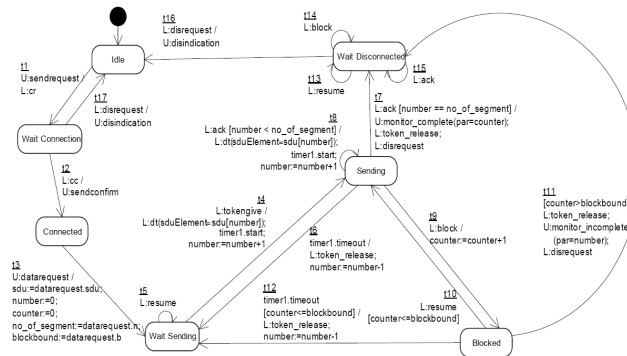 t16
L:disrequest /
U:disindication
t14
L:block
Idle
Wait Disconnected
t1
U:sendrequest /
L:cr
t17
L:disrequest /
U:disindication
t13
L:resume
t15
L:ack
t7
L:ack [number == no_of_segment] /
U:monitor_complete(par=counter);
L:token_release;
L:disrequest
t8
L:ack [number < no_of_segment] /
L:dt(sduElement=sdu[number]);
timer1.start;
number:=number+1
Wait Connection
t2
L:cc /
U:sendconfirm
Sending
Connected
t4
L:tokengive /
L:dt(sduElement=sdu[number]);
timer1.start;
number:=number+1
t6
timer1.timeout /
L:token_release;
number:=number-1
t9
L:block /
counter:=counter+1
t11
[counter>blockbound
L:token_release;
U:monitor_incomplete
(par=number);
L:disrequest
t3
U:datarequest /
sdu:=datarequest.sdu;
number:=0;
counter:=0;
no_of_segment:=datarequest.n;
blockbound:=datarequest.b
t5
L:resume
t12
timer1.timeout
[counter<=blockbound] /
L:token_release;
number:=number-1
t10
L:resume
[counter<=blockbound]
Wait Sending
Blocked